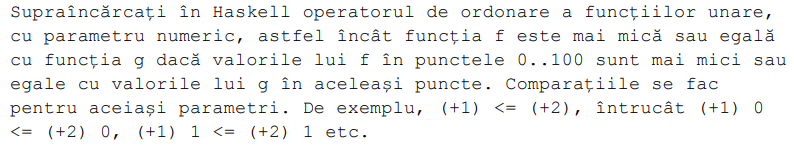 Supraîncărcați în Haskell operatorul de ordonare a funcțiilor unare,
cu parametru numeric, astfel încât funcția f este mai mică sau egală
cu funcția g dacă valorile lui f în punctele 0..100 sunt mai mici sau
egale cu valorile lui g în aceleași puncte. Comparațiile se fac
pentru aceiași parametri. De exemplu, (+1) <= (+2), întrucât (+1) 0
<= (+2) 0, (+1) 1 <= (+2) 1 etc.